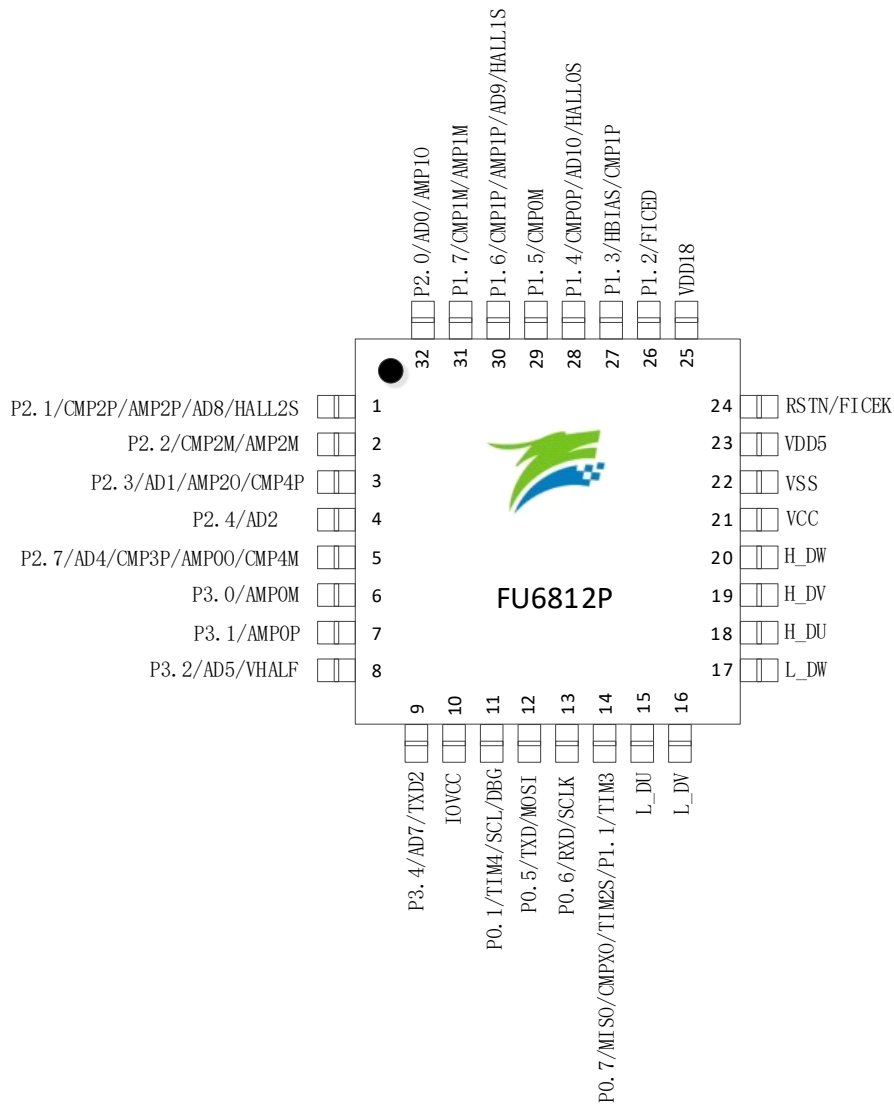 P2.0/AD0/AMP1O
P1.7/CMP1M/AMP1M
P1.6/CMP1P/AMP1P/AD9/HALL1S
P1.5/CMP0M
P1.4/CMP0P/AD10/HALL0S
P1.3/HBIAS/CMP1P
P1.2/FICED
VDD18
32
31
30
29
28
27
26
25
P2.1/CMP2P/AMP2P/AD8/HALL2S
1
P2.2/CMP2M/AMP2M
2
P2.3/AD1/AMP2O/CMP4P
3
P2.4/AD2
4
P2.7/AD4/CMP3P/AMP0O/CMP4M
5
P3.0/AMP0M
6
P3.1/AMP0P
7
P3.2/AD5/VHALF
8
FU6812P
24
RSTN/FICEK
23
VDD5
22
VSS
21
VCC
20
H_DW
19
H_DV
18
H_DU
17
L_DW
9
10
11
12
13
14
15
16
P3.4/AD7/TXD2
IOVCC
P0.1/TIM4/SCL/DBG
P0.5/TXD/MOSI
P0.6/RXD/SCLK
P0.7/MISO/CMPXO/TIM2S/P1.1/TIM3
L_DU
L_DV